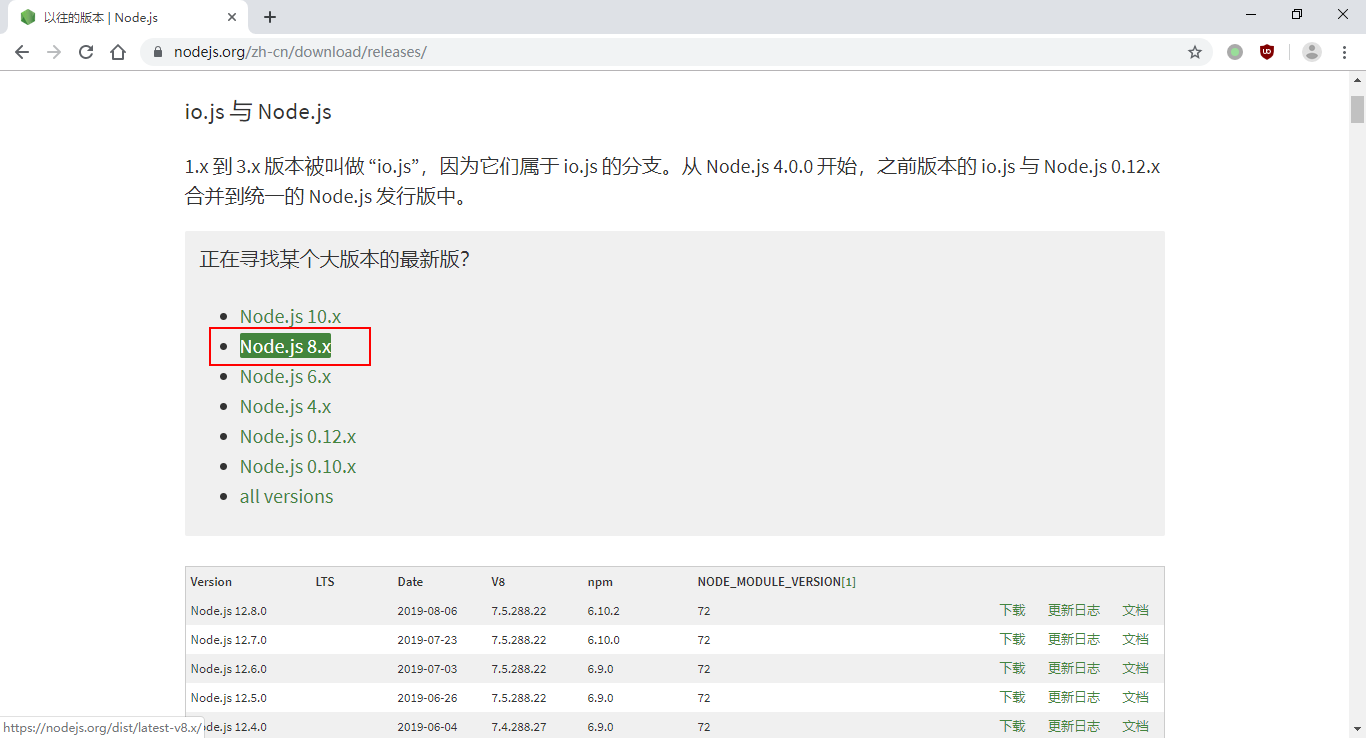 以往的版本 | Node.js
nodejs.org/zh-cn/download/releases/
io.js 与 Node.js
1.x 到 3.x 版本被叫做 “io.js”，因为它们属于 io.js 的分支。从 Node.js 4.0.0 开始，之前版本的 io.js 与 Node.js 0.12.x
合并到统一的 Node.js 发行版中。
正在寻找某个大版本的最新版？
Node.js 10.x
Node.js 8.x
Node.js 6.x
Node.js 4.x
Node.js 0.12.x
Node.js 0.10.x
all versions
Version LTS Date V8 npm NODE_MODULE_VERSION[1]
Node.js 12.8.0 2019-08-06 7.5.288.22 6.10.2 72 下载 更新日志 文档
Node.js 12.7.0 2019-07-23 7.5.288.22 6.10.0 72 下载 更新日志 文档
Node.js 12.6.0 2019-07-03 7.5.288.22 6.9.0 72 下载 更新日志 文档
Node.js 12.5.0 2019-06-26 7.5.288.22 6.9.0 72 下载 更新日志 文档
https://nodejs.org/dist/latest-v8.x/ de.js 12.4.0 2019-06-04 7.4.288.27 6.9.0 72 下载 更新日志 文档